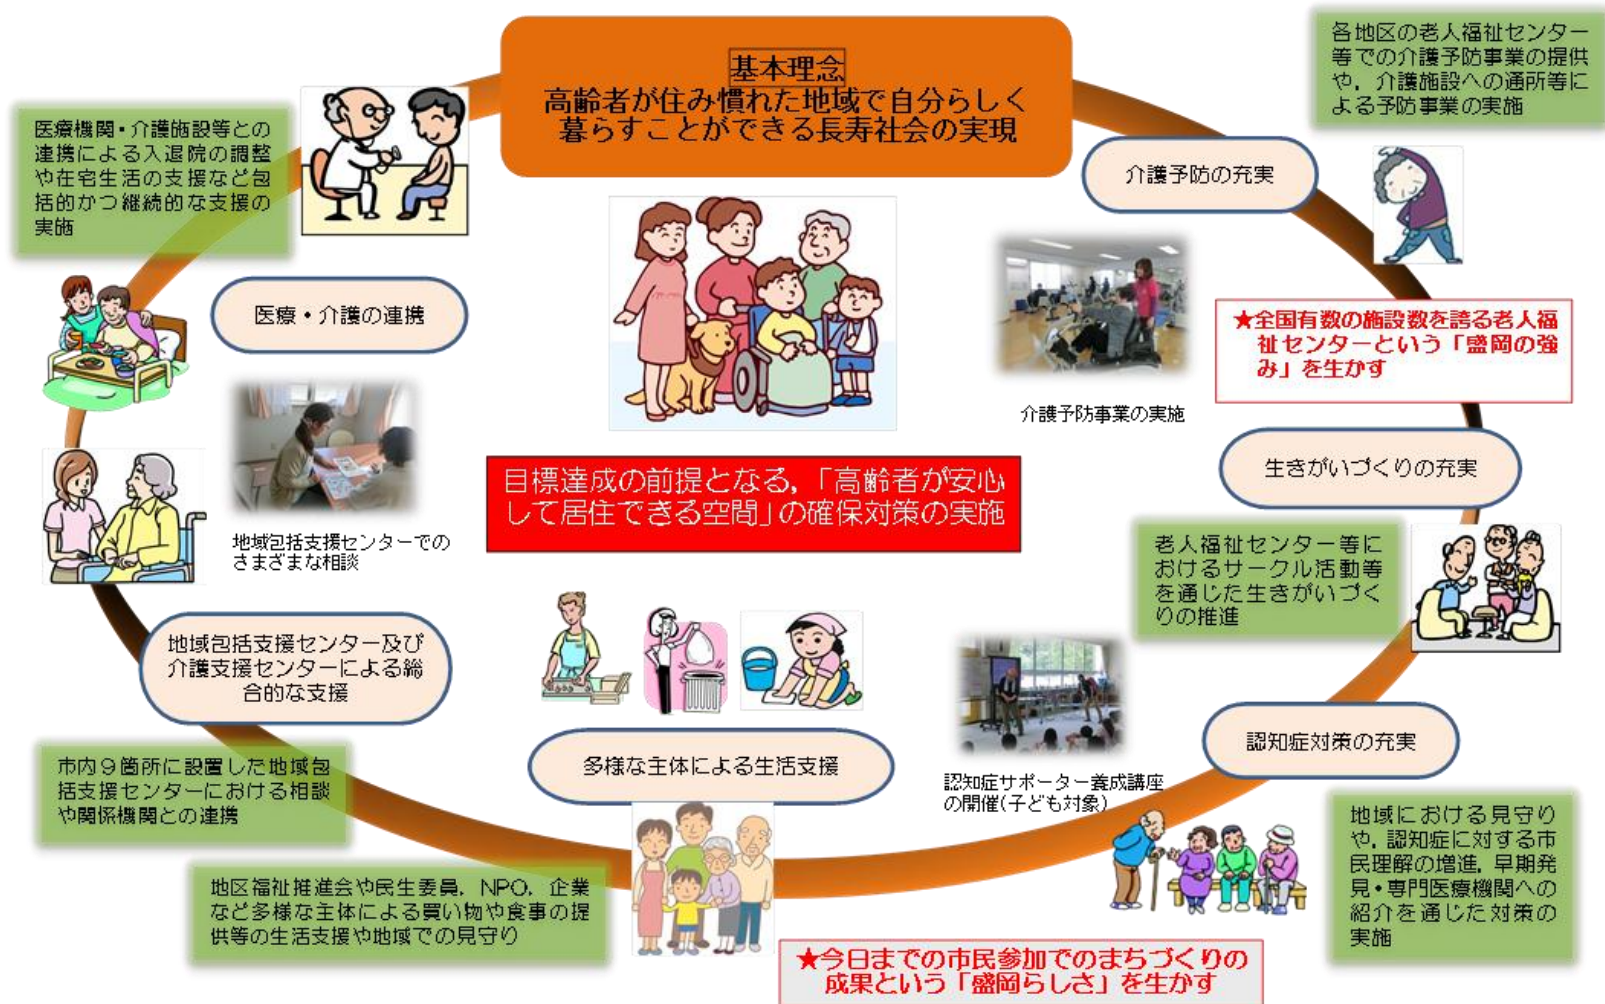 基本理念
高齢者が住み慣れた地域で自分らしく
暮らすことができる長寿社会の実現
各地区の老人福祉センター
等での介護予防事業の提供
や，介護施設への通所等に
よる予防事業の実施
医療機関・介護施設等との
連携による入退院の調整
や在宅生活の支援など包
括的かつ継続的な支援の
実施
介護予防の充実
医療・介護の連携
★全国有数の施設数を誇る老人福
祉センターという「盛岡の強
み」を生かす
介護予防事業の実施
生きがいづくりの充実
目標達成の前提となる，「高齢者が安心
して居住できる空間」の確保対策の実施
地域包括支援センターでの
さまざまな相談
老人福祉センター等に
おけるサークル活動等
を通じた生きがいづく
りの推進
地域包括支援センター及び
介護支援センターによる総
合的な支援
多様な主体による生活支援
認知症対策の充実
認知症サポーター養成講座
の開催(子ども対象)
市内９箇所に設置した地域包
括支援センターにおける相談
や関係機関との連携
地域における見守り
や，認知症に対する市
民理解の増進，早期発
見・専門医療機関への
紹介を通じた対策の
実施
地区福祉推進会や民生委員，NPO，企業
など多様な主体による買い物や食事の提
供等の生活支援や地域での見守り
★今日までの市民参加でのまちづくりの
成果という「盛岡らしさ」を生かす